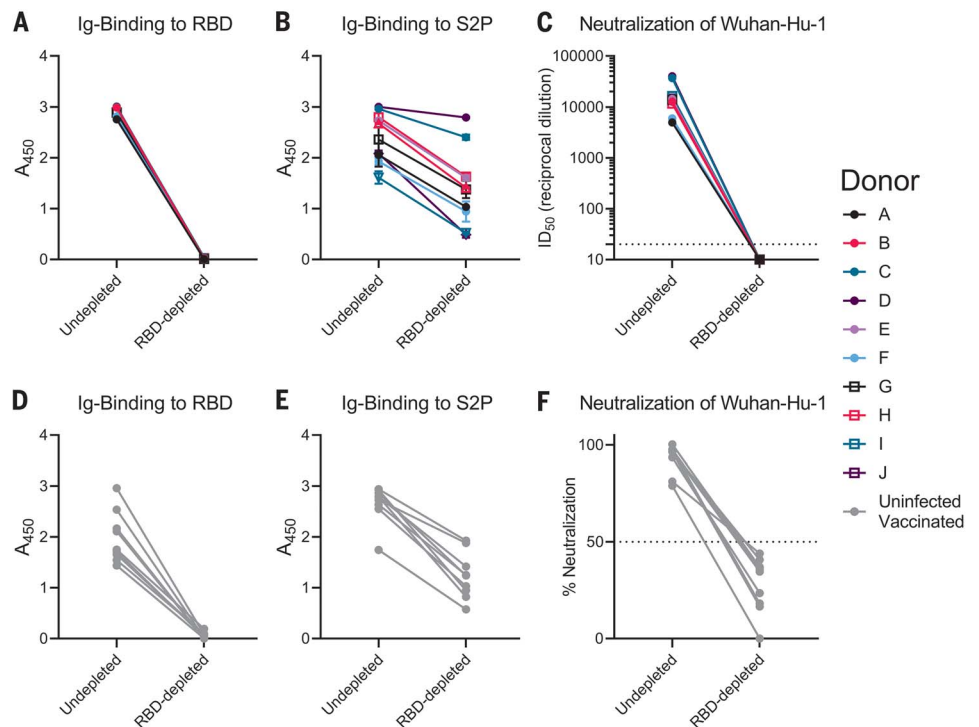 A Ig-Binding to RBD
A450
4
3
2
1
0
Undepleted
RBD-depleted
B Ig-Binding to S2P
A450
4
3
2
1
0
Undepleted
RBD-depleted
C Neutralization of Wuhan-Hu-1
ID50 (reciprocal dilution)
100000
10000
1000
100
10
Undepleted
RBD-depleted
Donor
A
B
C
D
E
F
G
H
I
J
Uninfected
Vaccinated
D Ig-Binding to RBD
A450
4
3
2
1
0
Undepleted
RBD-depleted
E Ig-Binding to S2P
A450
4
3
2
1
0
Undepleted
RBD-depleted
F Neutralization of Wuhan-Hu-1
% Neutralization
100
50
0
Undepleted
RBD-depleted